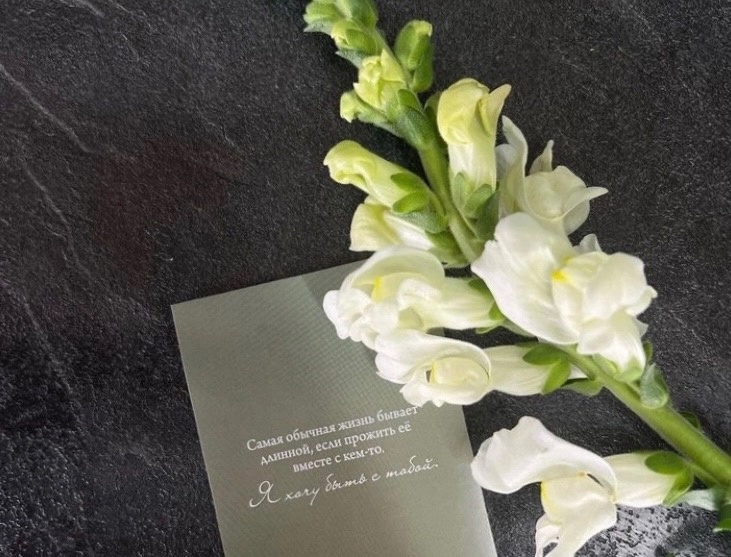 Самая обычная жизнь бывает
длинной, если прожить её
вместе с кем-то.
Я хочу быть с тобой.